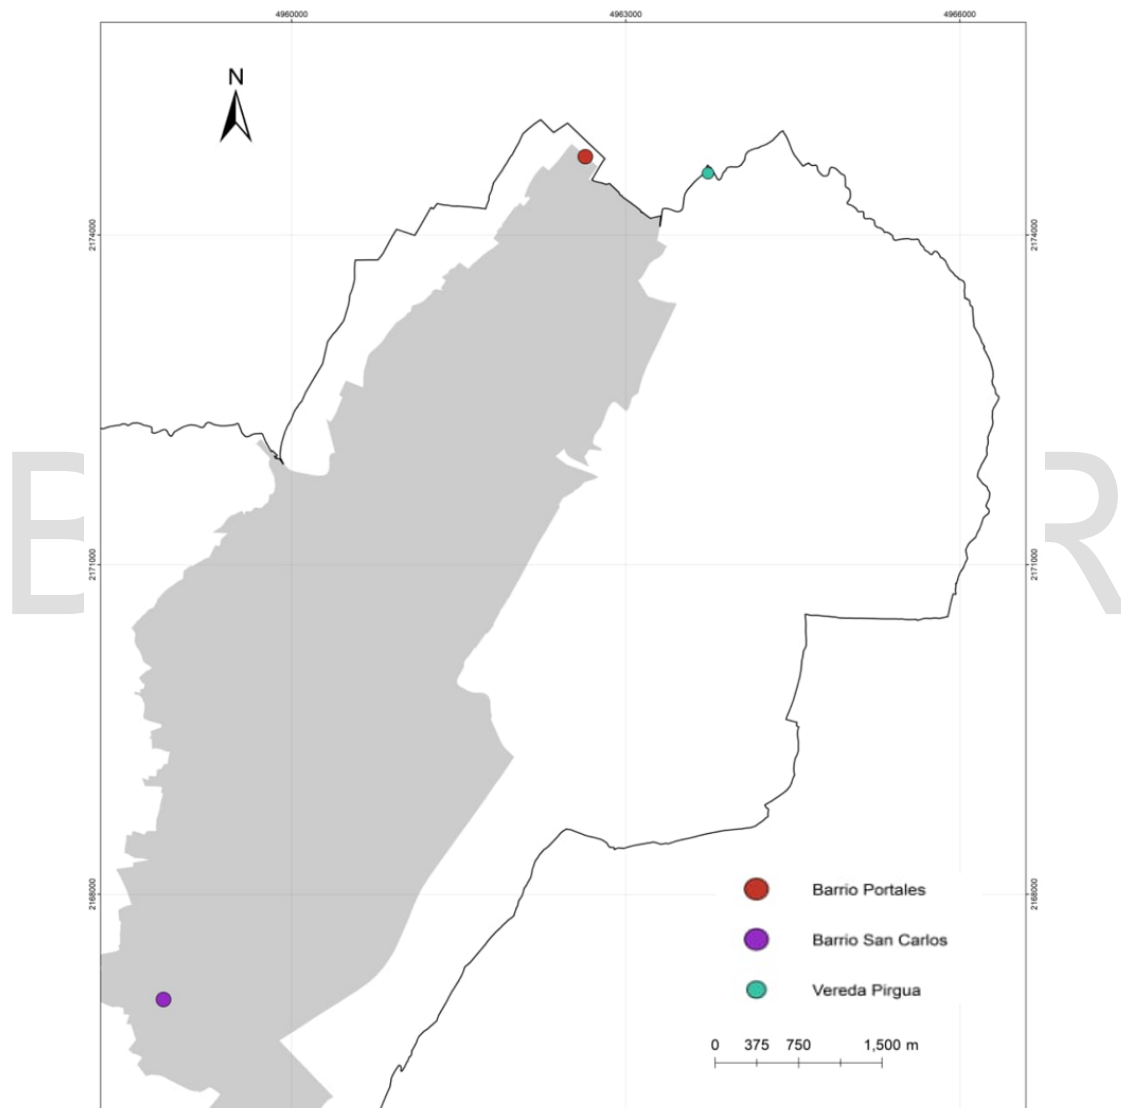 4960000 4963000 4966000
N
2174000 2174000
2171000 2171000
2168000 2168000
E R
Barrio Portales
Barrio San Carlos
Vereda Pirgua
0 375 750 1,500 m